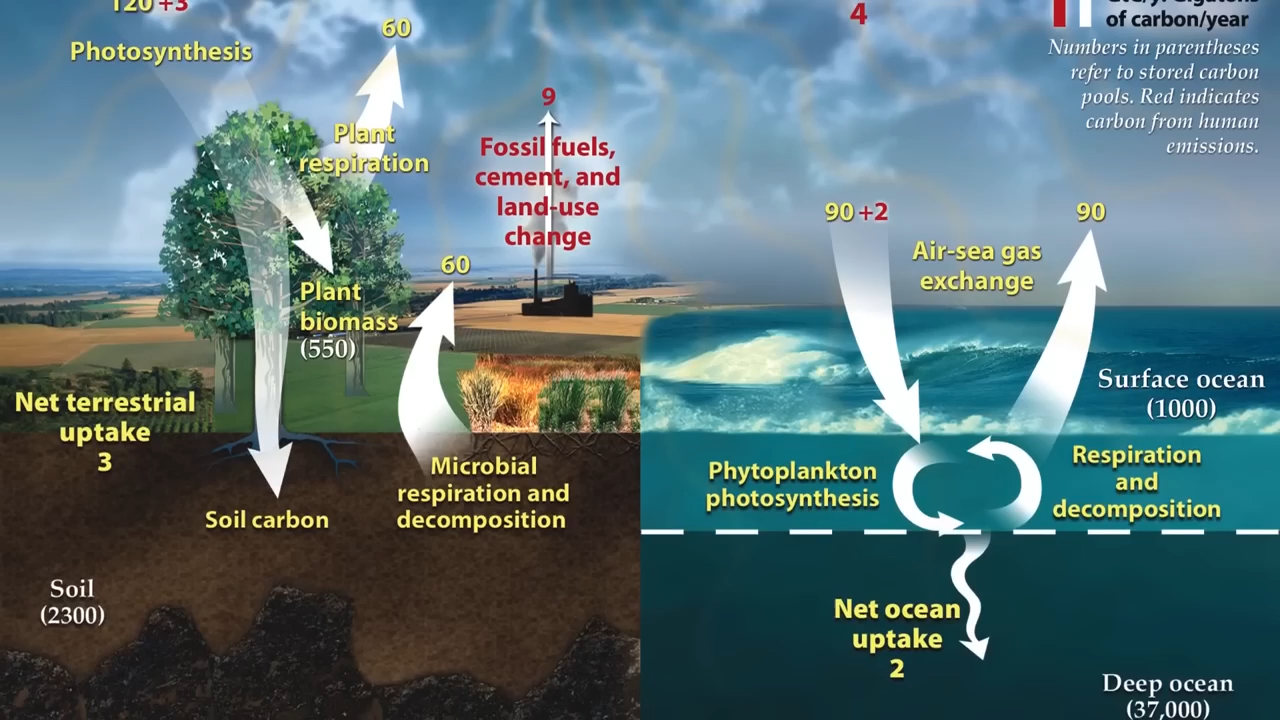 120 +3
Photosynthesis
60
Plant
respiration
9
Fossil fuels,
cement, and
land-use
change
60
Plant
biomass
(550)
Net terrestrial
uptake
3
Microbial
respiration and
decomposition
Soil carbon
Soil
(2300)
4
of carbon/year
Numbers in parentheses
refer to stored carbon
pools. Red indicates
carbon from human
emissions.
90 +2
Air-sea gas
exchange
90
Surface ocean
(1000)
Phytoplankton
photosynthesis
Respiration
and
decomposition
Net ocean
uptake
2
Deep ocean
(37,000)